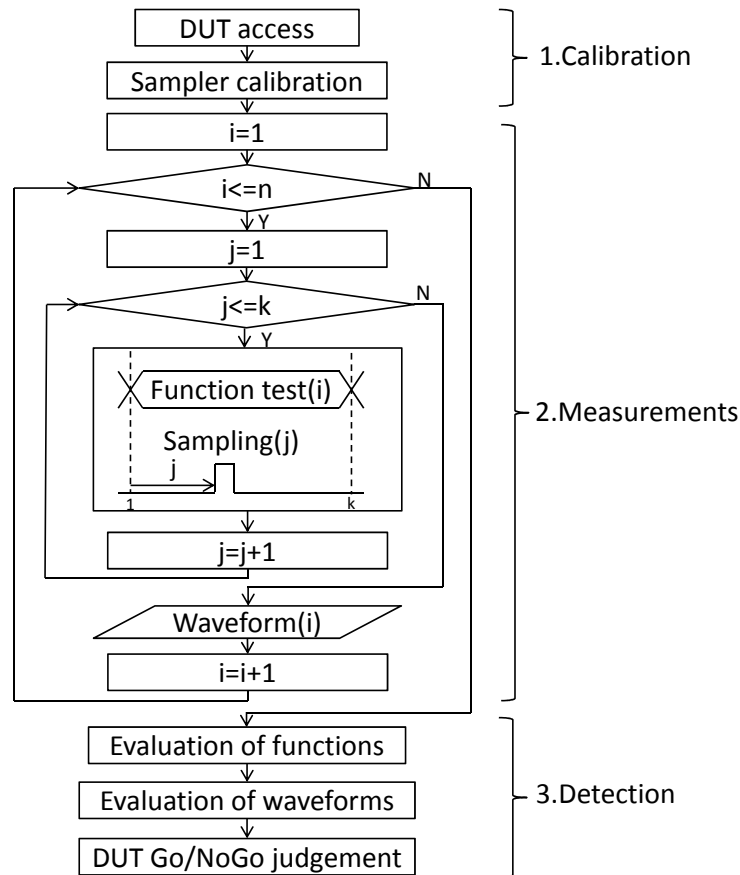 DUT access
1.Calibration
Sampler calibration
i=1
i<=n
N
Y
j=1
j<=k
N
Y
Function test(i)
2.Measurements
Sampling(j)
j
1
k
j=j+1
Waveform(i)
i=i+1
Evaluation of functions
Evaluation of waveforms
3.Detection
DUT Go/NoGo judgement